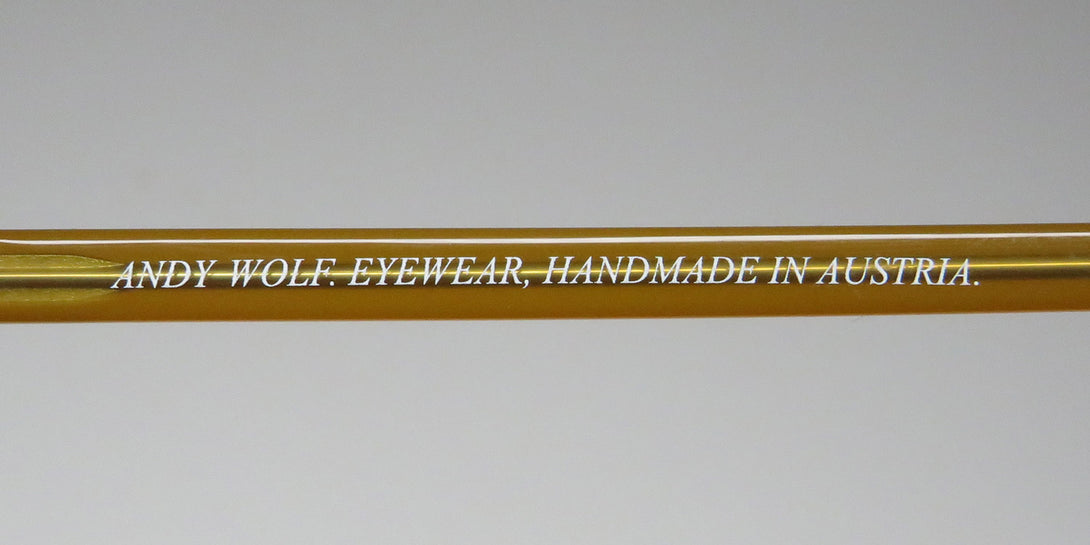 ANDY WOLF. EYEWEAR, HANDMADE IN AUSTRIA.